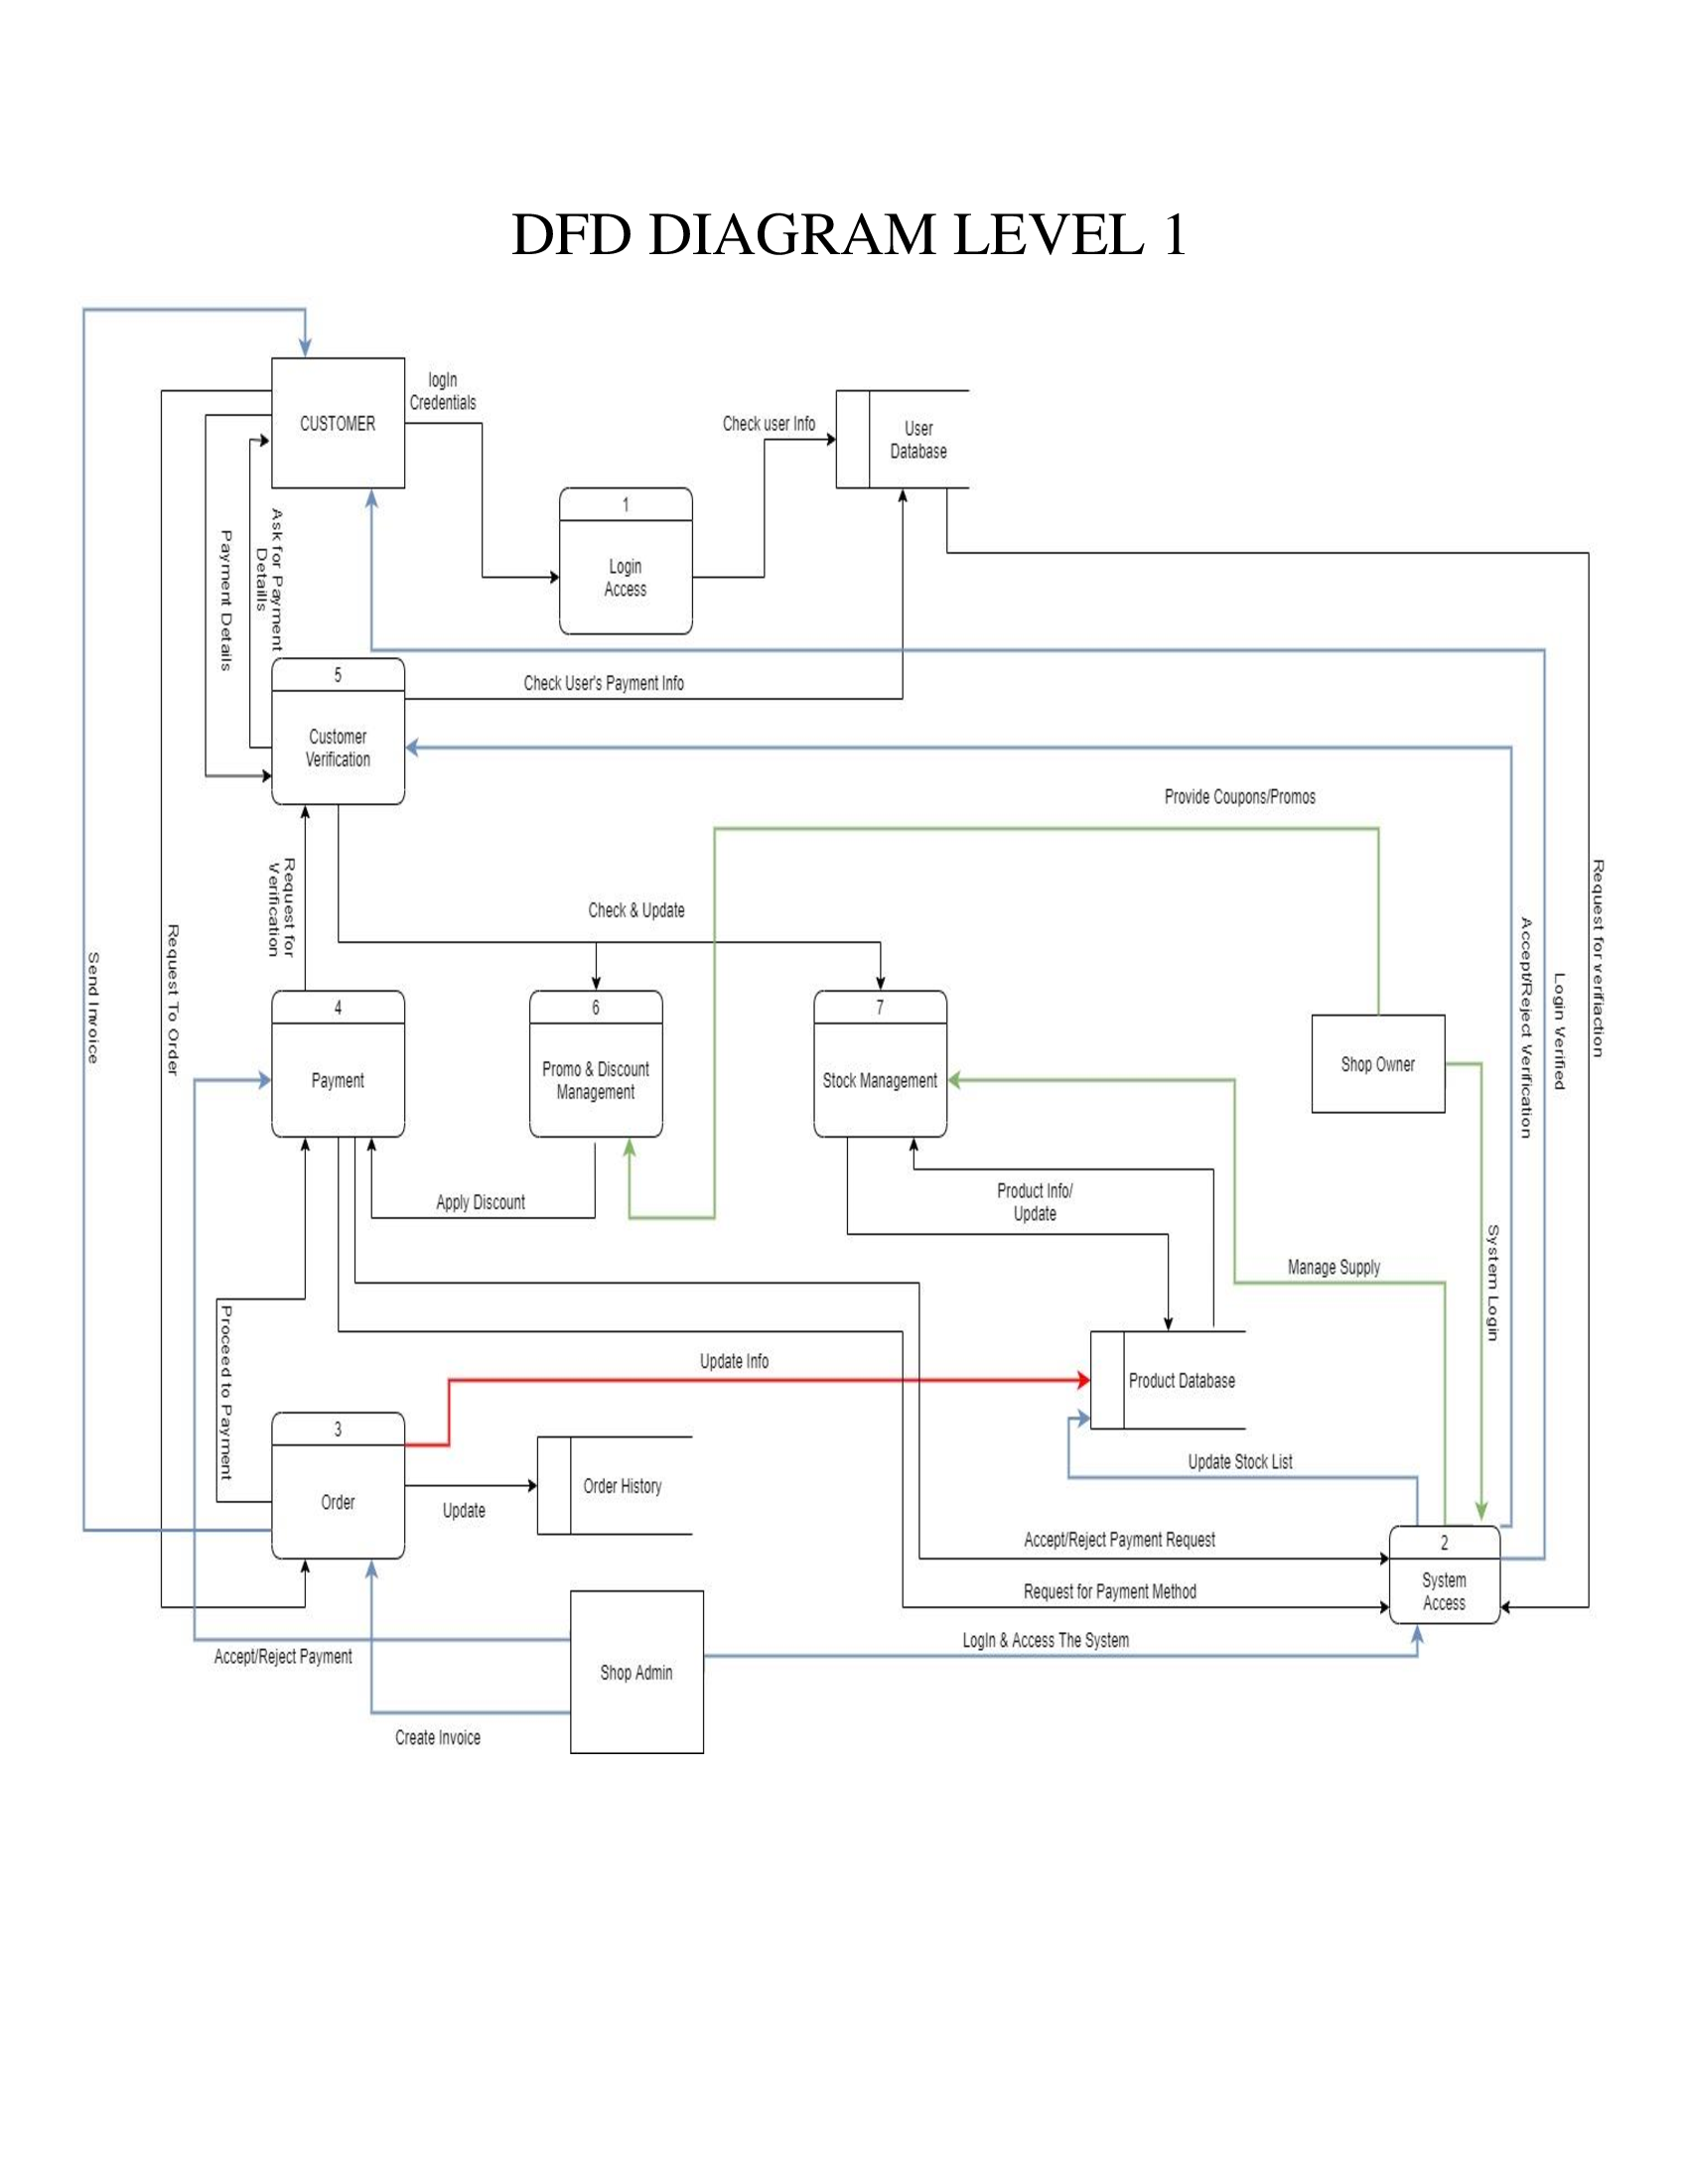 DFD DIAGRAM LEVEL 1
CUSTOMER
logIn
Credentials
Check user Info
User
Database
1
Login
Access
Ask for Payment
Detaills
Payment Details
5
Customer
Verification
Check User's Payment Info
Provide Coupons/Promos
Request for
Verification
Check & Update
Send Invoice
Request To Order
4
Payment
6
Promo & Discount
Management
7
Stock Management
Shop Owner
Accept/Reject Verification
Login Verified
Request for verifiaction
Apply Discount
Product Info/
Update
Manage Supply
System Login
Proceed to Payment
Update Info
Product Database
3
Order
Update
Order History
Update Stock List
Accept/Reject Payment Request
Request for Payment Method
2
System
Access
Accept/Reject Payment
Shop Admin
LogIn & Access The System
Create Invoice